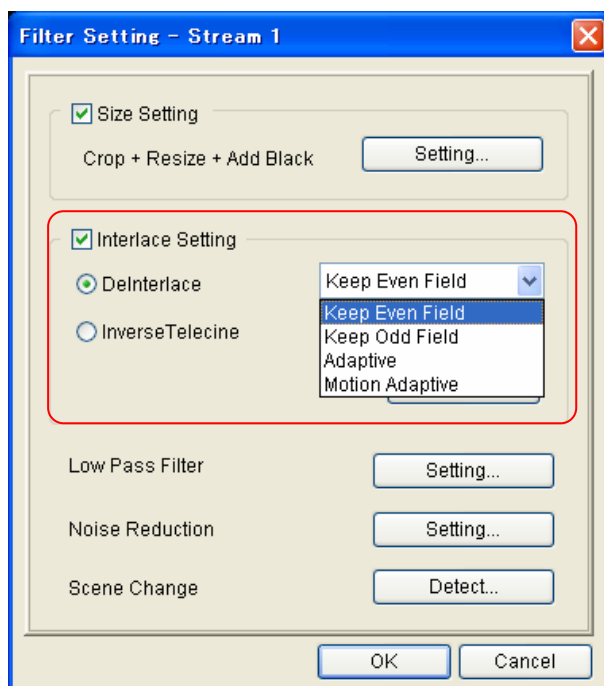 Filter Setting - Stream 1
Size Setting
Crop + Resize + Add Black
Setting...
Interlace Setting
DeInterlace
Keep Even Field
Keep Even Field
Keep Odd Field
Adaptive
Motion Adaptive
InverseTelecine
Low Pass Filter
Setting...
Noise Reduction
Setting...
Scene Change
Detect...
OK
Cancel